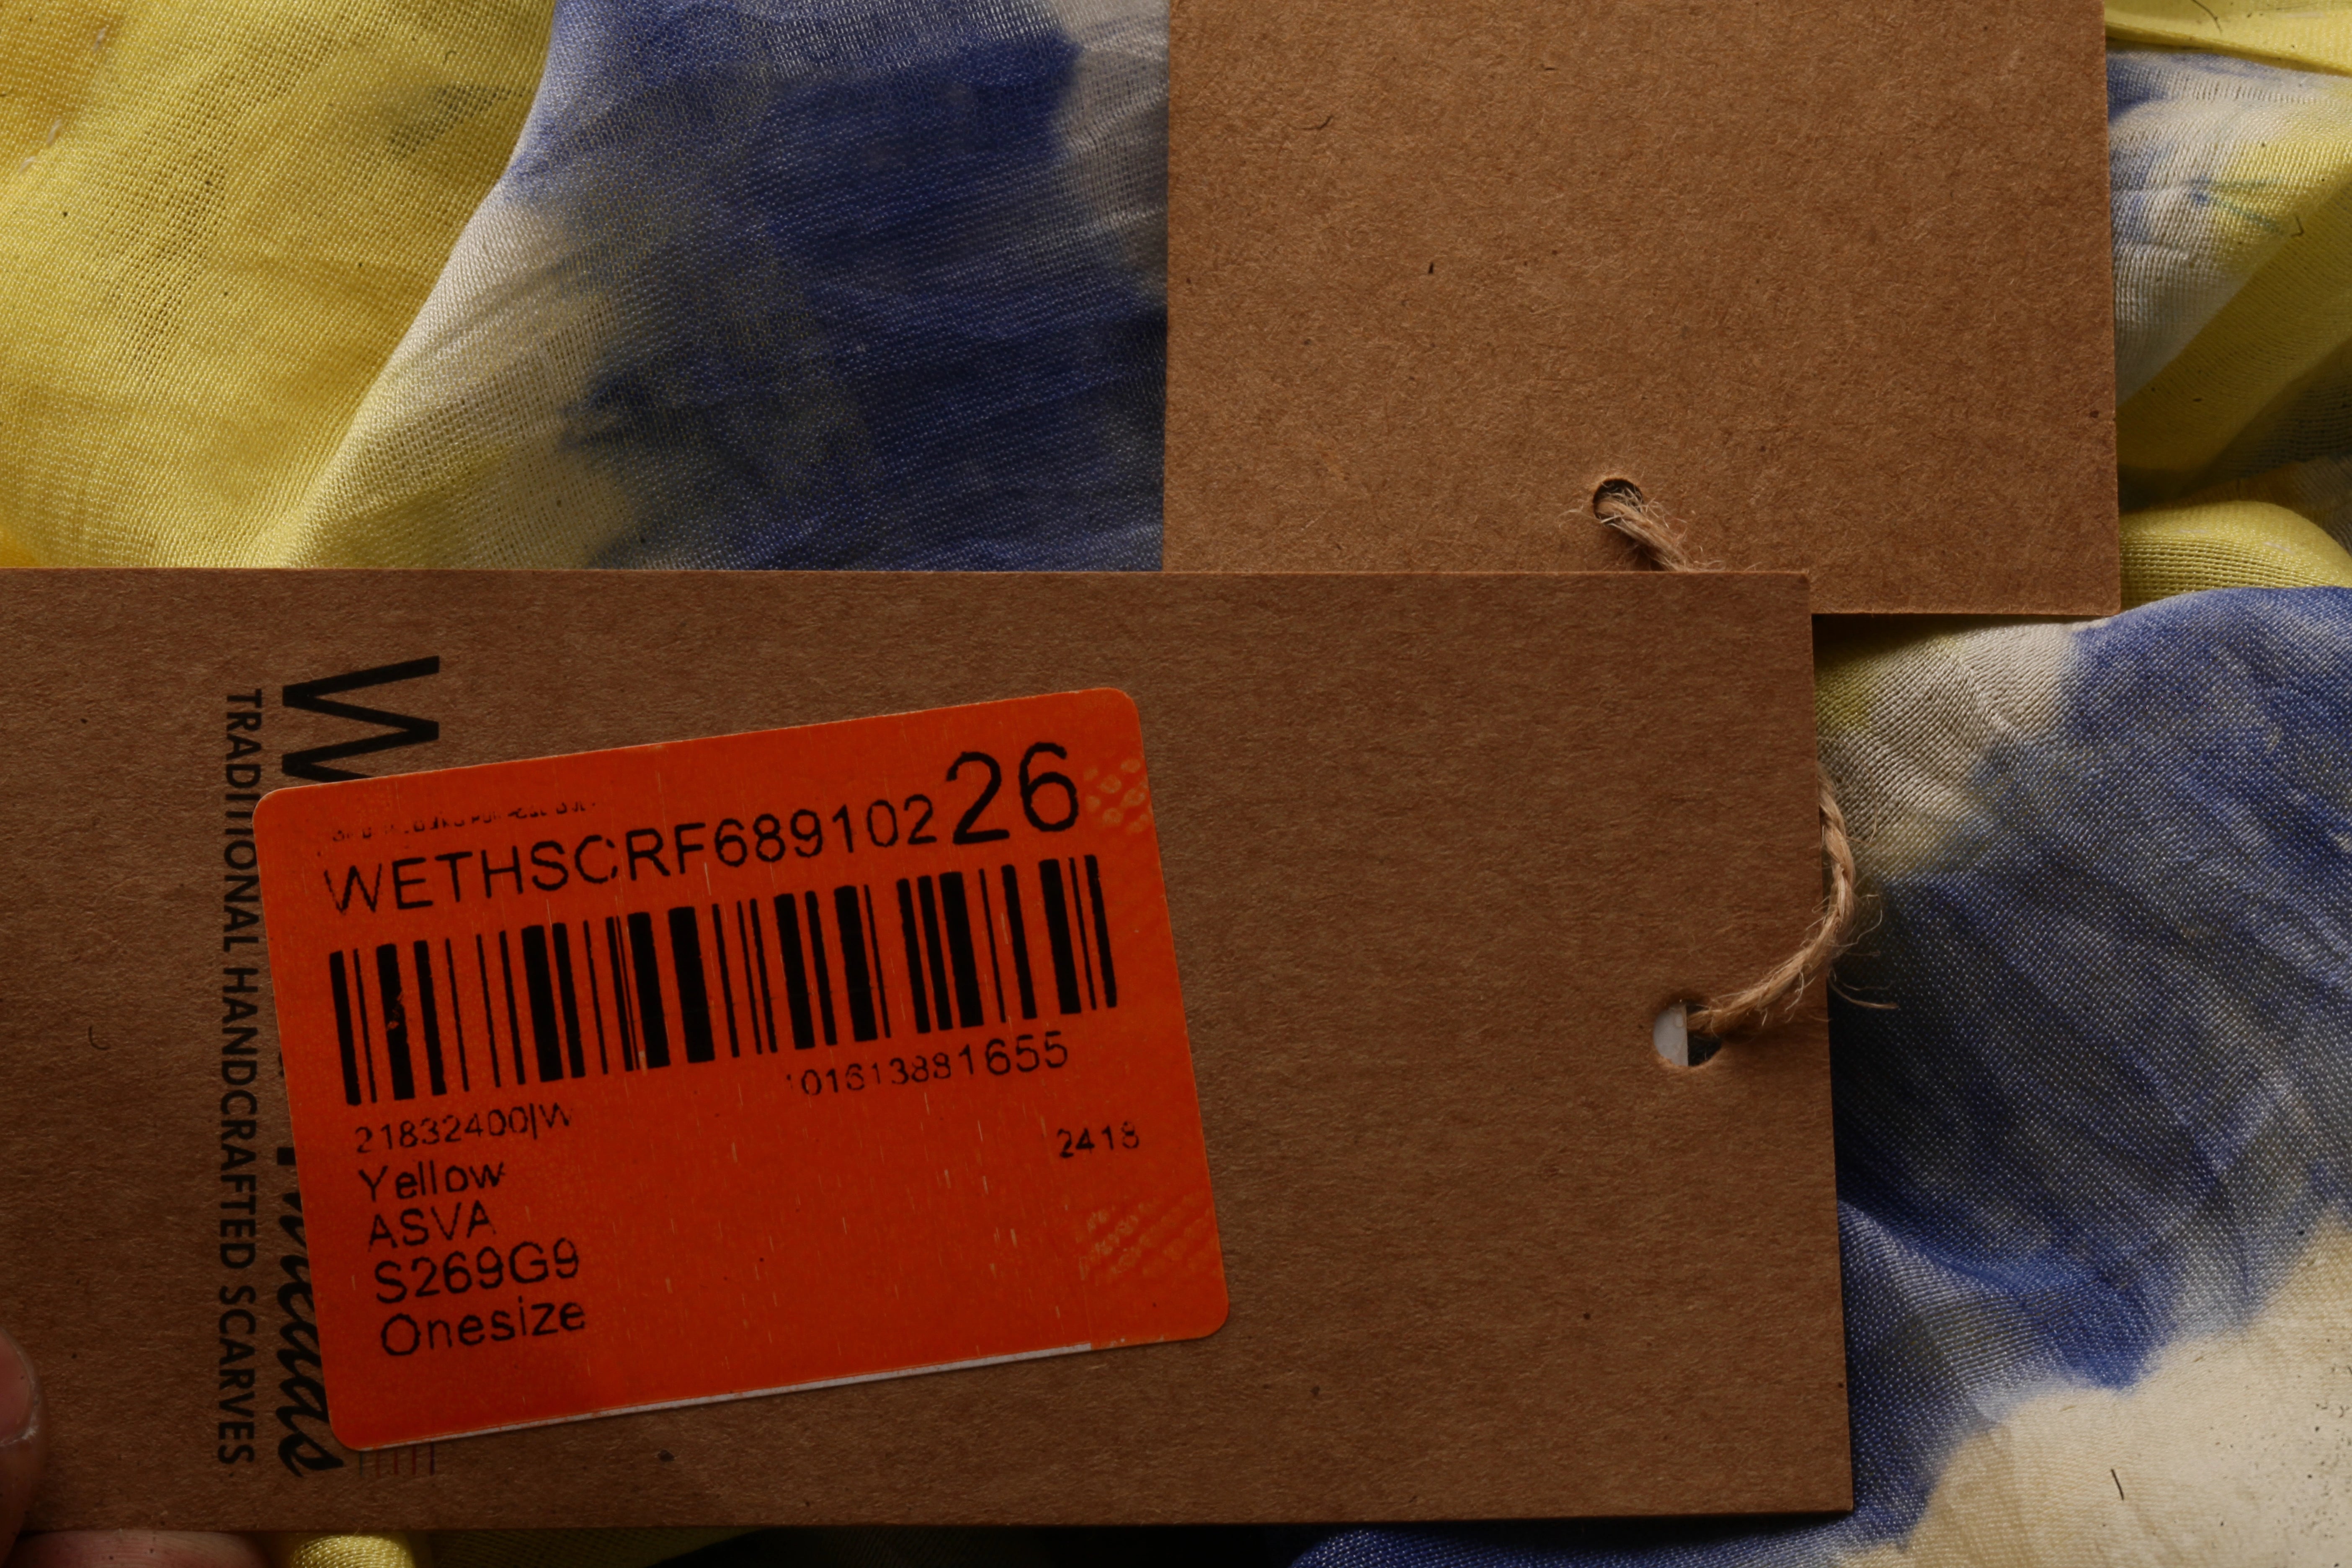 TRADITIONAL HANDCRAFTED SCARVES
WETHSCRF68910226
101613881655
21832400|W
2418
Yellow
ASVA
S269G9
Onesize